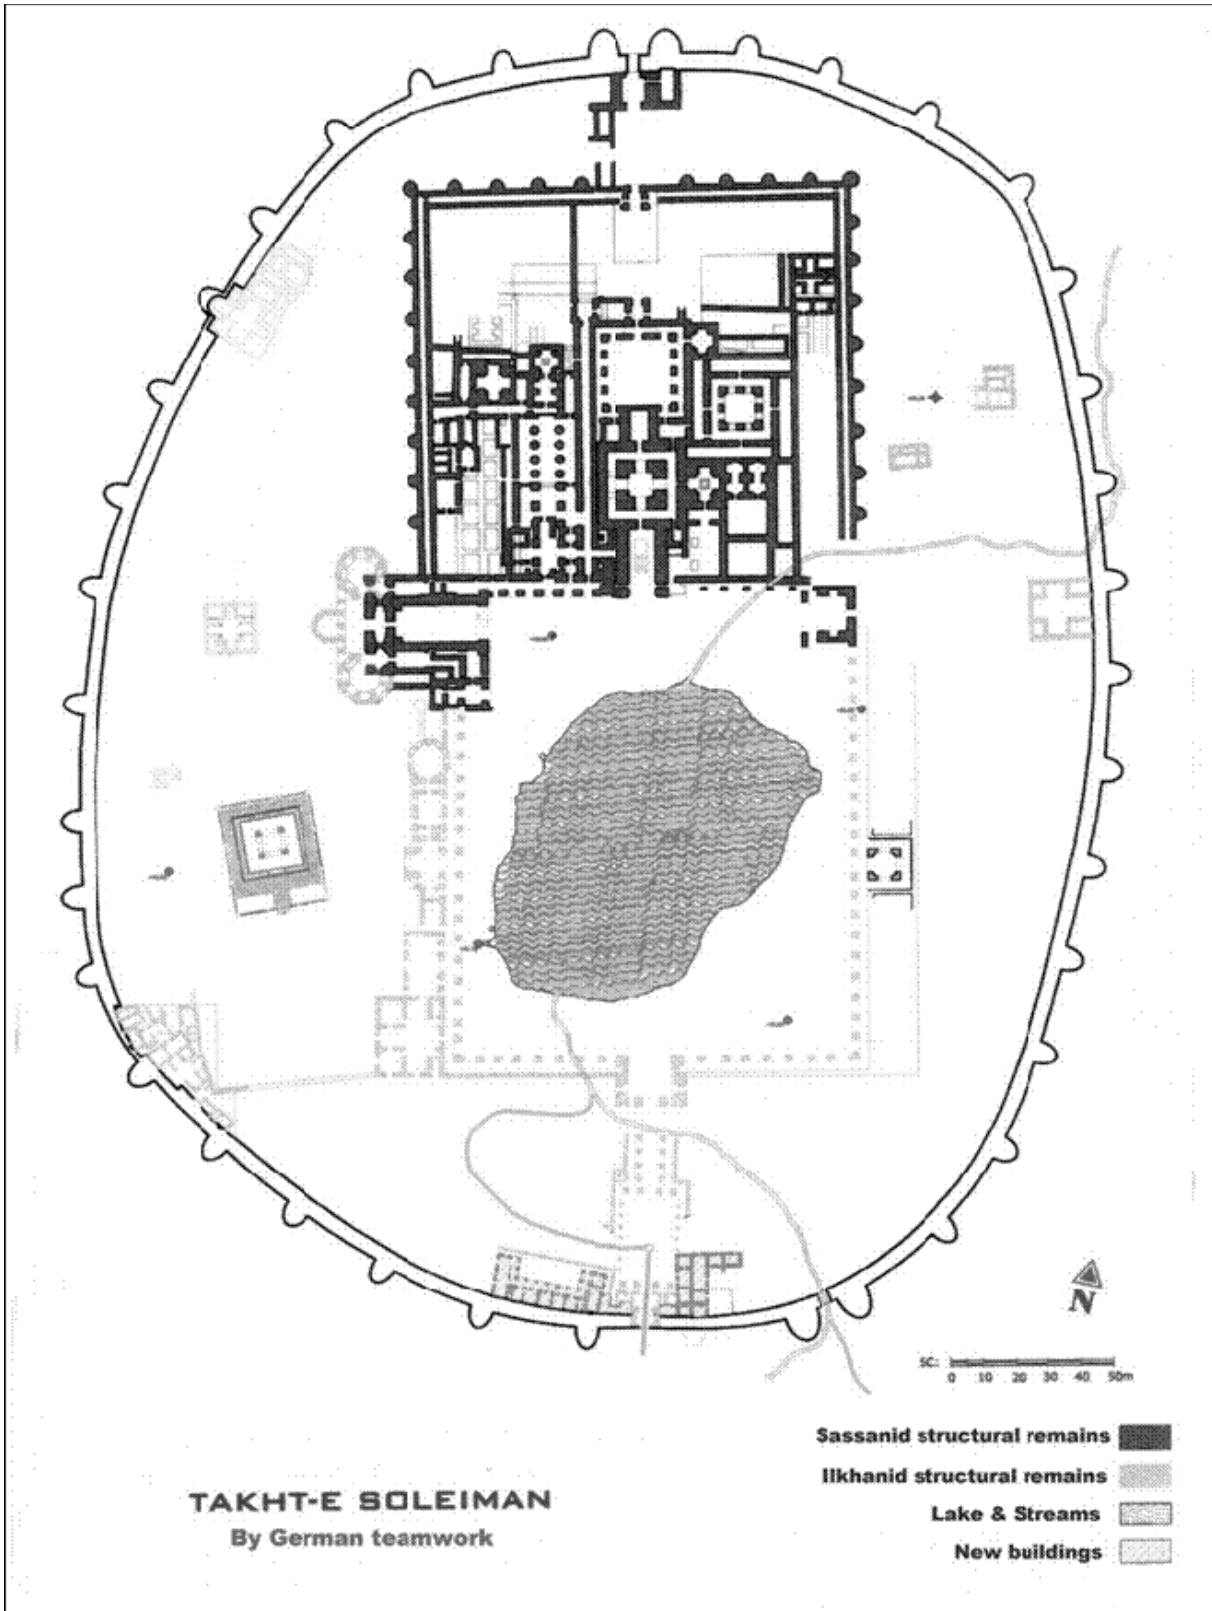 N
SC:
0 10 20 30 40 50m
Sassanid structural remains
Ilkhanid structural remains
Lake & Streams
New buildings
TAKHT-E SOLEIMAN
By German teamwork